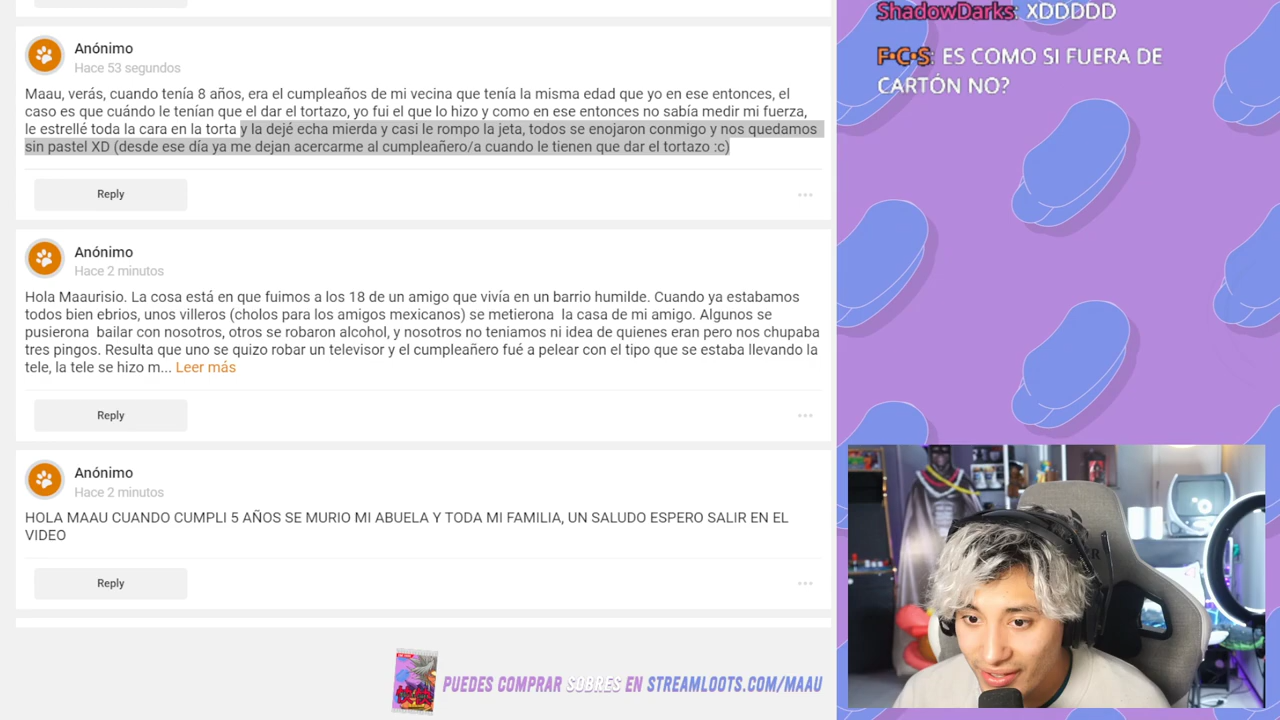 Anónimo
Hace 53 segundos
Maau, verás, cuando tenía 8 años, era el cumpleaños de mi vecina que tenía la misma edad que yo en ese entonces, el
caso es que cuándo le tenían que el dar el tortazo, yo fui el que lo hizo y como en ese entonces no sabía medir mi fuerza,
le estrellé toda la cara en la torta y la dejé echa mierda y casi le rompo la jeta, todos se enojaron conmigo y nos quedamos
sin pastel XD (desde ese día ya me dejan acercarme al cumpleañero/a cuando le tienen que dar el tortazo :c)
Reply
Anónimo
Hace 2 minutos
Hola Maaurisio. La cosa está en que fuimos a los 18 de un amigo que vivía en un barrio humilde. Cuando ya estabamos
todos bien ebrios, unos villeros (cholos para los amigos mexicanos) se metierona  la casa de mi amigo. Algunos se
pusierona  bailar con nosotros, otros se robaron alcohol, y nosotros no teniamos ni idea de quienes eran pero nos chupaba
tres pingos. Resulta que uno se quizo robar un televisor y el cumpleañero fué a pelear con el tipo que se estaba llevando la
tele, la tele se hizo m... Leer más
Reply
Anónimo
Hace 2 minutos
HOLA MAAU CUANDO CUMPLI 5 AÑOS SE MURIO MI ABUELA Y TODA MI FAMILIA, UN SALUDO ESPERO SALIR EN EL
VIDEO
Reply
PUEDES COMPRAR SOBRES EN STREAMLOOTS.COM/MAAU
ShadowDarks: XDDDDD
F•C•S: ES COMO SI FUERA DE
CARTÓN NO?